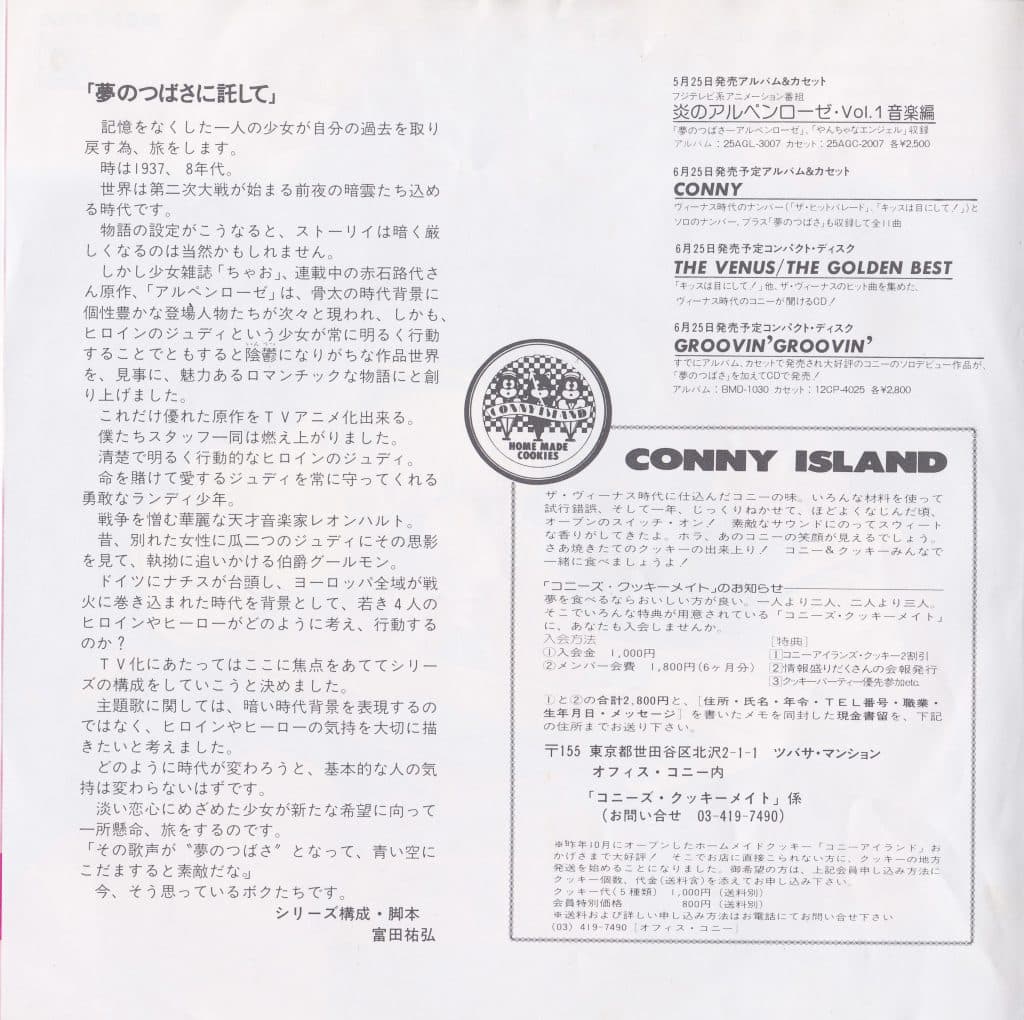 「夢のつばさに託して」
記憶をなくした一人の少女が自分の過去を取り
戻す為、旅をします。
時は1937、8年代。
世界は第二次大戦が始まる前夜の暗雲たち込め
る時代です。
物語の設定がこうなると、ストーリイは暗く厳
しくなるのは当然かもしれません。
しかし少女雑誌「ちゃお」、連載中の赤石路代さ
ん原作、「アルペンローゼ」は、骨太の時代背景に
個性豊かな登場人物たちが次々と現われ、しかも、
ヒロインのジュディという少女が常に明るく行動
することでともすると陰鬱になりがちな作品世界
を、見事に、魅力あるロマンチックな物語にと創
り上げました。
これだけ優れた原作をTVアニメ化出来る。
僕たちスタッフ一同は燃え上がりました。
清楚で明るく行動的なヒロインのジュディ。
命を賭けて愛するジュディを常に守ってくれる
勇敢なランディ少年。
戦争を憎む華麗な天才音楽家レオンハルト。
昔、別れた女性に瓜二つのジュディにその思影
を見て、執拗に追いかける伯爵グールモン。
ドイツにナチスが台頭し、ヨーロッパ全域が戦
火に巻き込まれた時代を背景として、若き4人の
ヒロインやヒーローがどのように考え、行動する
のか？
TV化にあたってはここに焦点をあててシリー
ズの構成をしていこうと決めました。
主題歌に関しては、暗い時代背景を表現するの
ではなく、ヒロインやヒーローの気持を大切に描
きたいと考えました。
どのように時代が変わろうと、基本的な人の気
持は変わらないはずです。
淡い恋心にめざめた少女が新たな希望に向って
一所懸命、旅をするのです。
「その歌声が〝夢のつばさ〟となって、青い空に
こだますると素敵だな。」
今、そう思っているボクたちです。
シリーズ構成・脚本
富田祐弘
5月25日発売アルバム&カセット
フジテレビ系アニメーション番組
炎のアルペンローゼ・Vol.1音楽編
「夢のつばさーアルペンローゼ」、「やんちゃなエンジェル」収録
アルバム：25AGL-3007 カセット：25AGC-2007 各¥2,500
6月25日発売予定アルバム&カセット
CONNY
ヴィーナス時代のナンバー(「ザ・ヒットパレード」、「キッスは目にして！」)と
ソロのナンバー、プラス「夢のつばさ」も収録して全11曲
6月25日発売予定コンパクト・ディスク
THE VENUS/THE GOLDEN BEST
「キッスは目にして！」他、ザ・ヴィーナスのヒット曲を集めた、
ヴィーナス時代のコニーが聞けるCD！
6月25日発売予定コンパクト・ディスク
GROOVIN'GROOVIN'
すでにアルバム、カセットで発売され大好評のコニーのソロデビュー作品が、
「夢のつばさ」を加えてCDで発売！
アルバム：BMD-1030 カセット：12CP-4025 各¥2,800
CONNY ISLAND
HOME MADE
COOKIES
CONNY ISLAND
ザ・ヴィーナス時代に仕込んだコニーの味。いろんな材料を使って
試行錯誤、そして一年、じっくりねかせて、ほどよくなじんだ頃、
オーブンのスイッチ・オン！ 素敵なサウンドにのってスウィート
な香りがしてきたよ。ホラ、あのコニーの笑顔が見えるでしょう。
さあ焼きたてのクッキーの出来上り！ コニー&クッキーみんなで
一緒に食べましょうよ！
「コニーズ・クッキーメイト」のお知らせ
夢を食べるならおいしい方が良い。一人より二人、二人より三人。
そこでいろんな特典が用意されている「コニーズ・クッキーメイト」
に、あなたも入会しませんか。
入会方法
①入会金 1,000円
②メンバー会費 1,800円(6ヶ月分)
[特典]
①コニーアイランズ・クッキー2割引
②情報盛りだくさんの会報発行
③クッキーパーティー優先参加etc.
①と②の合計2,800円と、[住所・氏名・年令・TEL番号・職業・
生年月日・メッセージ] を書いたメモを同封した現金書留を、下記
の住所までお送り下さい。
〒155 東京都世田谷区北沢2-1-1 ツバサ・マンション
オフィス・コニー内
「コニーズ・クッキーメイト」係
(お問い合せ 03-419-7490)
※昨年10月にオープンしたホームメイドクッキー「コニーアイランド」お
かげさまで大好評！ そこでお店に直接こられない方に、クッキーの地方
発送を始めることになりました。御希望の方は、上記会員申し込み方法に
クッキー個数、代金(送料含)を添えてお申し込み下さい。
クッキー代(5種類) 1,000円 (送料別)
会員特別価格 800円 (送料別)
※送料および詳しい申し込み方法はお電話にてお問い合せ下さい
(03) 419-7490 [オフィス・コニー]